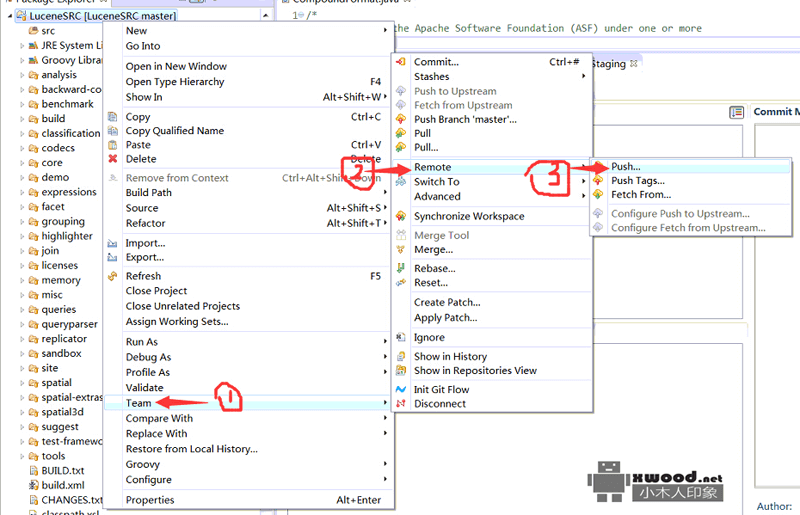 Package Explorer
CompoundFormat.java
LuceneSRC [LuceneSRC master]
src
JRE System Li
Groovy Librar
analysis
backward-co
benchmark
build
classification
codecs
core
demo
expressions
facet
grouping
highlighter
join
licenses
memory
misc
queries
queryparser
replicator
sandbox
site
spatial
spatial-extras
spatial3d
suggest
test-framewo
tools
BUILD.txt
build.xml
CHANGES.txt
classpath.xsl
1 /*
the Apache Software Foundation (ASF) under one or more
New
Go Into
Open in New Window
Open Type Hierarchy F4
Show In Alt+Shift+W
Copy Ctrl+C
Copy Qualified Name
Paste Ctrl+V
Delete Delete
Remove from Context Ctrl+Alt+Shift+Down
Build Path
Source Alt+Shift+S
Refactor Alt+Shift+T
Import...
Export...
Refresh F5
Close Project
Close Unrelated Projects
Assign Working Sets...
Run As
Debug As
Profile As
Validate
Team
1
Compare With
Replace With
Restore from Local History...
Groovy
Configure
Properties Alt+Enter
Commit... Ctrl+#
Stashes
Push to Upstream
Fetch from Upstream
Push Branch 'master'...
Pull
Pull...
2
Remote
Switch To
Advanced
Synchronize Workspace
Merge Tool
Merge...
Rebase...
Reset...
Create Patch...
Apply Patch...
Ignore
Show in History
Show in Repositories View
Init Git Flow
Disconnect
Staging
Commit M
3
Push...
Push Tags...
Fetch From...
Configure Push to Upstream...
Configure Fetch from Upstream...
xwood.net
小木人印象
Author: